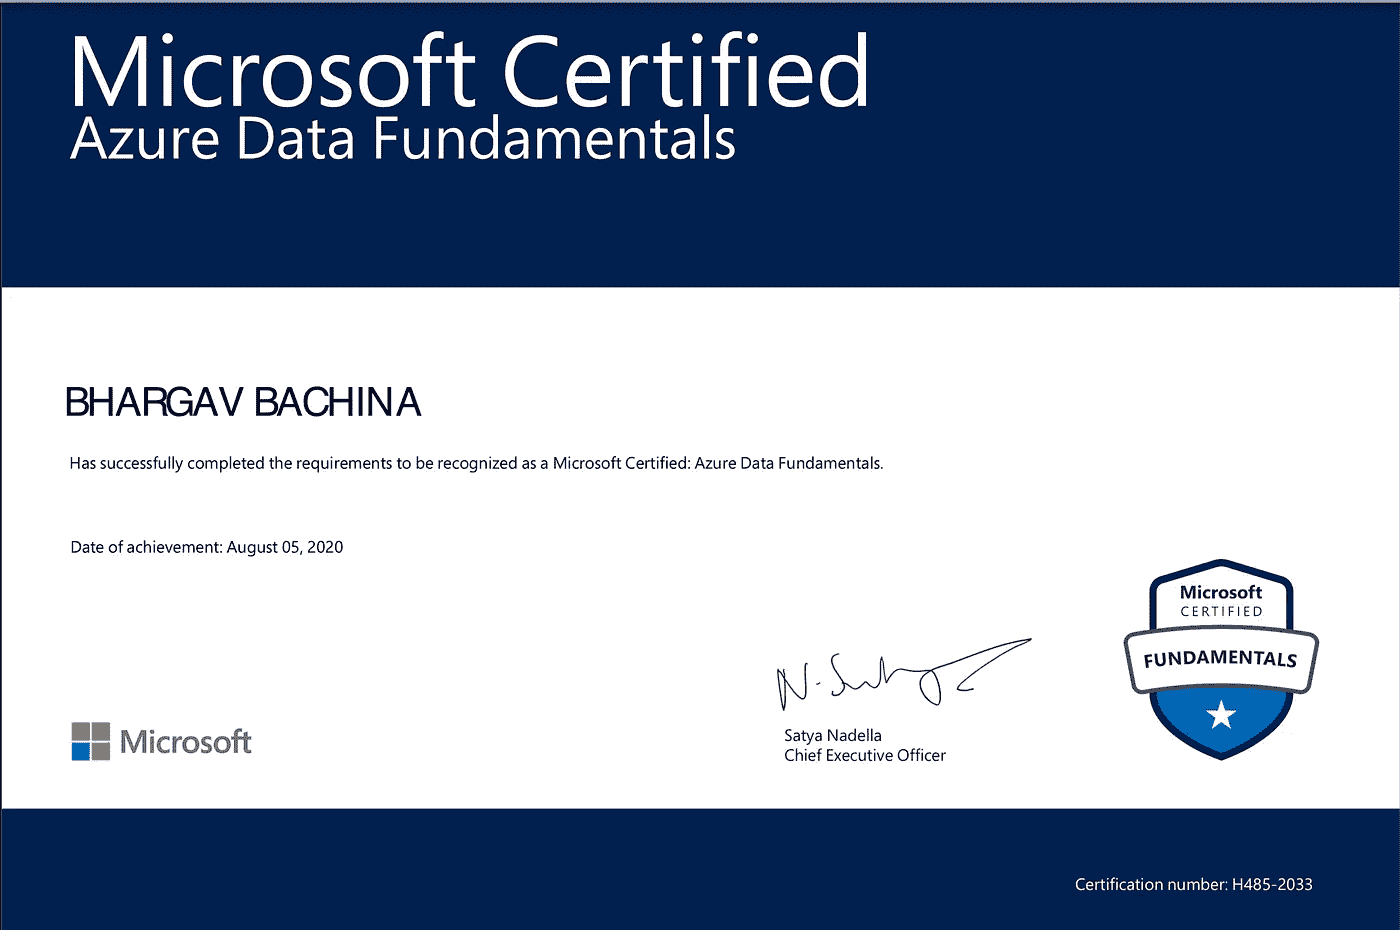 Microsoft Certified
Azure Data Fundamentals
BHARGAV BACHINA
Has successfully completed the requirements to be recognized as a Microsoft Certified: Azure Data Fundamentals.
Date of achievement: August 05, 2020
Microsoft
CERTIFIED
FUNDAMENTALS
N. Satya
Satya Nadella
Chief Executive Officer
Microsoft
Certification number: H485-2033